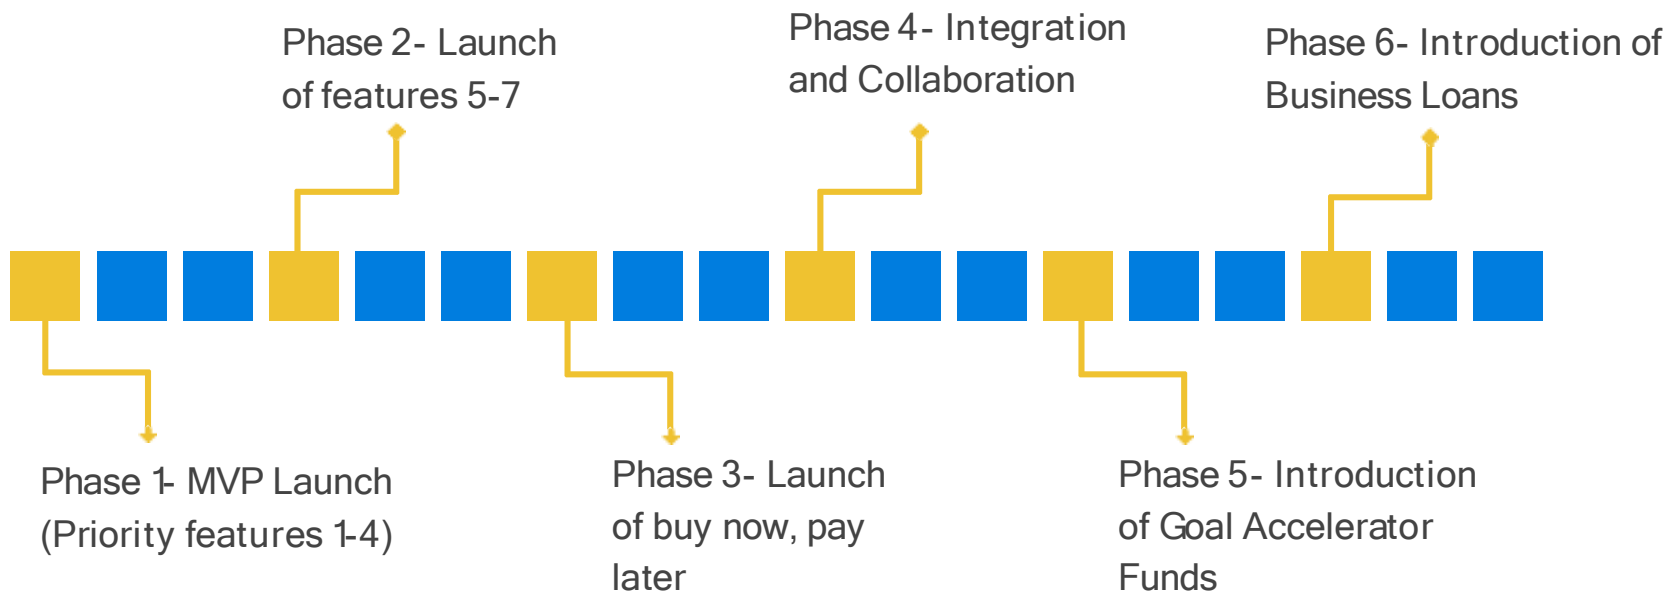 Phase 2- Launch
of features 5-7
Phase 4- Integration
and Collaboration
Phase 6- Introduction of
Business Loans
Phase 1- MVP Launch
(Priority features 1-4)
Phase 3- Launch
of buy now, pay
later
Phase 5- Introduction
of Goal Accelerator
Funds